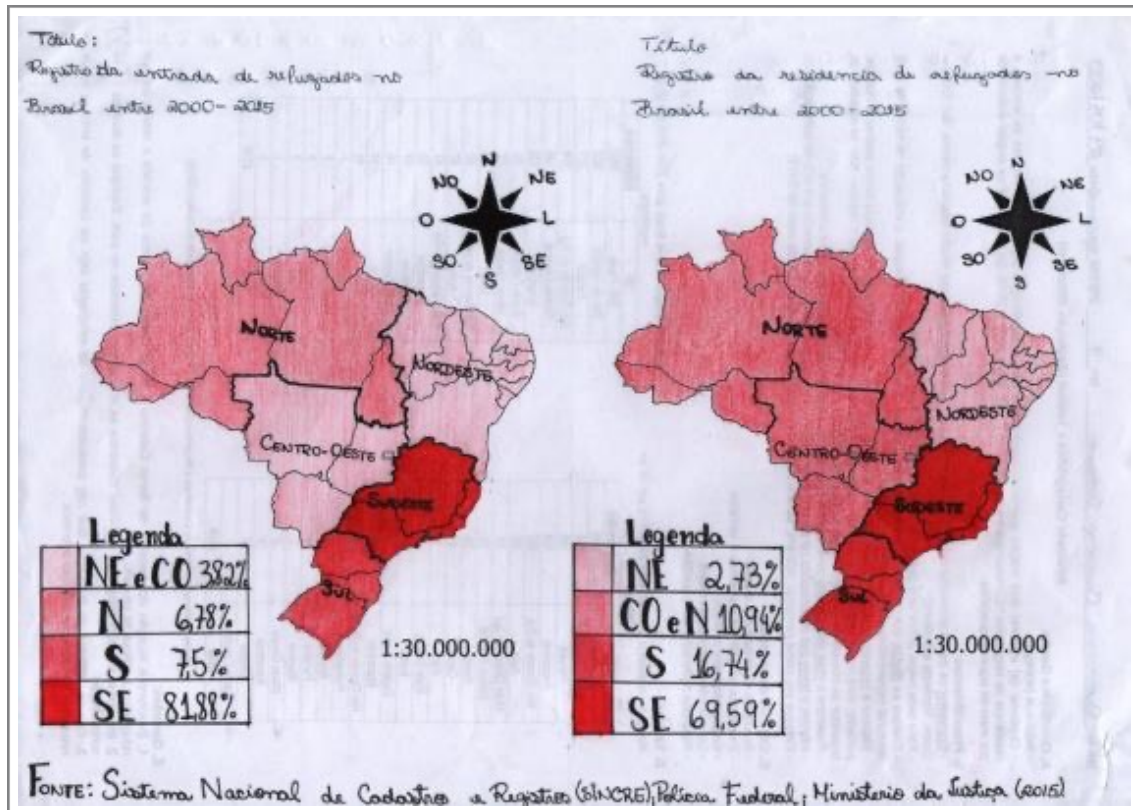 Título:
Registro da entrada de refugiados no
Brasil entre 2000-2015
N
NO
NE
O
L
SO
SE
S
NORTE
NORDESTE
CENTRO-OESTE
SUDESTE
SUL
Legenda
NE e CO 3,82%
N 6,78%
S 7,5%
SE 81,88%
1:30.000.000
Título
Registro da residencia de refugiados no
Brasil entre 2000-2015
N
NO
NE
O
L
SO
SE
S
NORTE
NORDESTE
CENTRO-OESTE
SUDESTE
SUL
Legenda
NE 2,73%
CO e N 10,94%
S 16,74%
SE 69,59%
1:30.000.000
FONTE: Sistema Nacional de Cadastros e Registros (SINCRE), Polícia Federal; Ministerio da Justiça (2015)